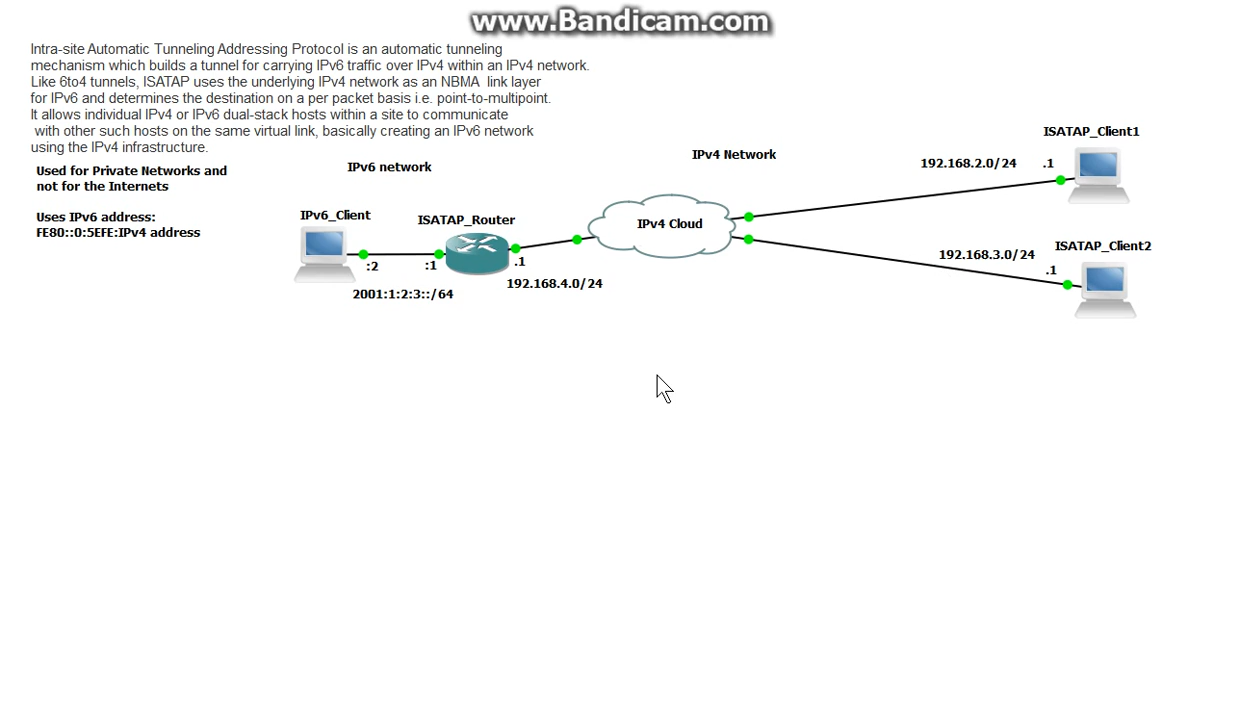 www.Bandicam.com
Intra-site Automatic Tunneling Addressing Protocol is an automatic tunneling
mechanism which builds a tunnel for carrying IPv6 traffic over IPv4 within an IPv4 network.
Like 6to4 tunnels, ISATAP uses the underlying IPv4 network as an NBMA link layer
for IPv6 and determines the destination on a per packet basis i.e. point-to-multipoint.
It allows individual IPv4 or IPv6 dual-stack hosts within a site to communicate
with other such hosts on the same virtual link, basically creating an IPv6 network
using the IPv4 infrastructure.
Used for Private Networks and
not for the Internets
Uses IPv6 address:
FE80::0:5EFE:IPv4 address
IPv6 network
IPv4 Network
IPv6_Client
ISATAP_Router
IPv4 Cloud
:2
:1
.1
2001:1:2:3::/64
192.168.4.0/24
ISATAP_Client1
192.168.2.0/24
.1
ISATAP_Client2
192.168.3.0/24
.1